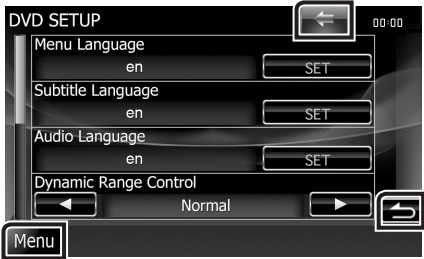 DVD SETUP
00:00
Menu Language
en
SET
Subtitle Language
en
SET
Audio Language
en
SET
Dynamic Range Control
Normal
Menu